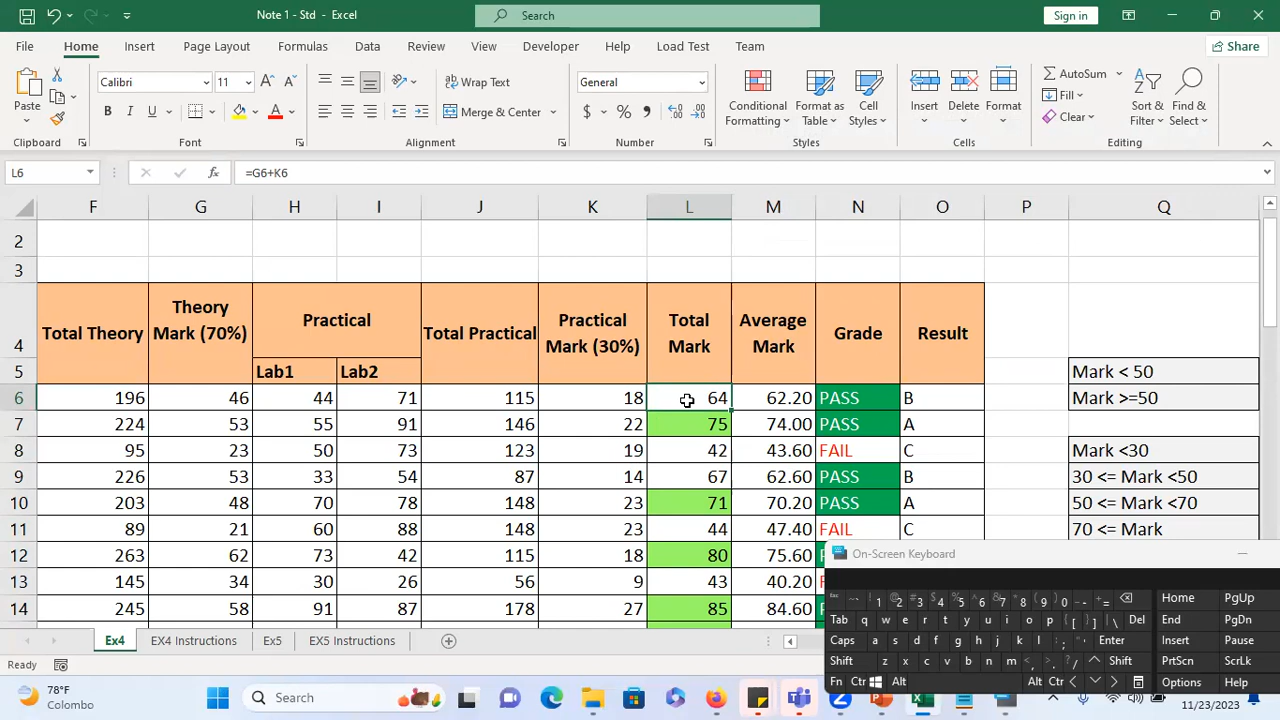 Note 1 - Std - Excel
Search
Sign in
File Home Insert Page Layout Formulas Data Review View Developer Help Load Test Team
Share
Calibri 11 A A
Wrap Text
General
AutoSum
Paste
B I U
A
Merge & Center
$ % ,
Conditional Formatting
Format as Table
Cell Styles
Insert
Delete
Format
Fill
Clear
Sort & Filter
Find & Select
Clipboard Font Alignment Number Styles Cells Editing
L6
fx
=G6+K6
F G H I J K L M N O P Q
2
3
4
Total Theory
Theory Mark (70%)
Practical
Total Practical
Practical Mark (30%)
Total Mark
Average Mark
Grade
Result
5 Lab1 Lab2 Mark < 50
6 196 46 44 71 115 18 64 62.20 PASS B Mark >=50
7 224 53 55 91 146 22 75 74.00 PASS A
8 95 23 50 73 123 19 42 43.60 FAIL C Mark <30
9 226 53 33 54 87 14 67 62.60 PASS B 30 <= Mark <50
10 203 48 70 78 148 23 71 70.20 PASS A 50 <= Mark <70
11 89 21 60 88 148 23 44 47.40 FAIL C 70 <= Mark
12 263 62 73 42 115 18 80 75.60
13 145 34 30 26 56 9 43 40.20
14 245 58 91 87 178 27 85 84.60
On-Screen Keyboard
Home PgUp
Tab q w e r t y u i o p [ ] \ Del End PgDn
Caps a s d f g h j k l Enter Insert Pause
Shift z x c v b n m Shift PrtScn ScrLk
Fn Ctr Alt Alt Ctr Options Help
Ex4 EX4 Instructions Ex5 EX5 Instructions
Ready
78°F
Colombo
Search
11/23/2023